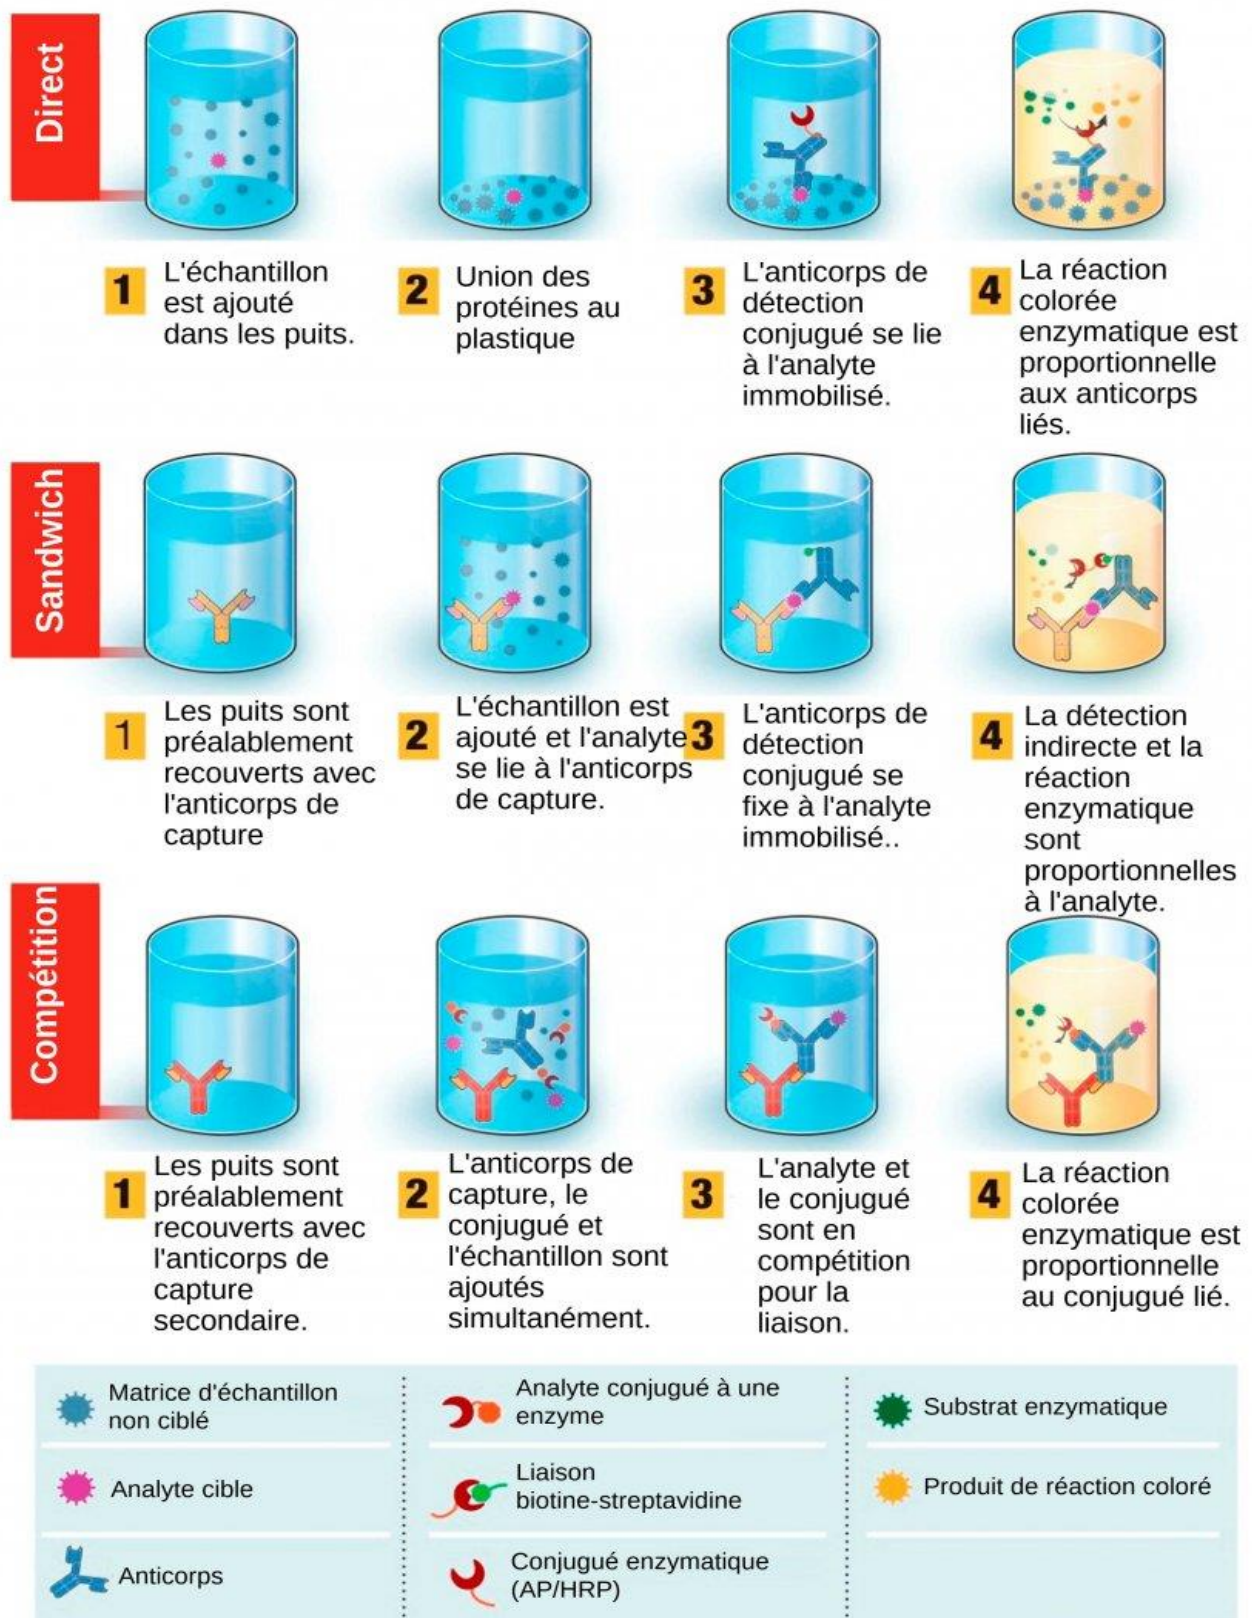 Direct
1
L'échantillon
est ajouté
dans les puits.
2
Union des
protéines au
plastique
3
L'anticorps de
détection
conjugué se lie
à l'analyte
immobilisé.
4
La réaction
colorée
enzymatique est
proportionnelle
aux anticorps
liés.
Sandwich
1
Les puits sont
préalablement
recouverts avec
l'anticorps de
capture
2
L'échantillon est
ajouté et l'analyte
se lie à l'anticorps
de capture.
3
L'anticorps de
détection
conjugué se
fixe à l'analyte
immobilisé..
4
La détection
indirecte et la
réaction
enzymatique
sont
proportionnelles
à l'analyte.
Compétition
1
Les puits sont
préalablement
recouverts avec
l'anticorps de
capture
secondaire.
2
L'anticorps de
capture, le
conjugué et
l'échantillon sont
ajoutés
simultanément.
3
L'analyte et
le conjugué
sont en
compétition
pour la
liaison.
4
La réaction
colorée
enzymatique est
proportionnelle
au conjugué lié.
Matrice d'échantillon
non ciblé
Analyte cible
Anticorps
Analyte conjugué à une
enzyme
Liaison
biotine-streptavidine
Conjugué enzymatique
(AP/HRP)
Substrat enzymatique
Produit de réaction coloré